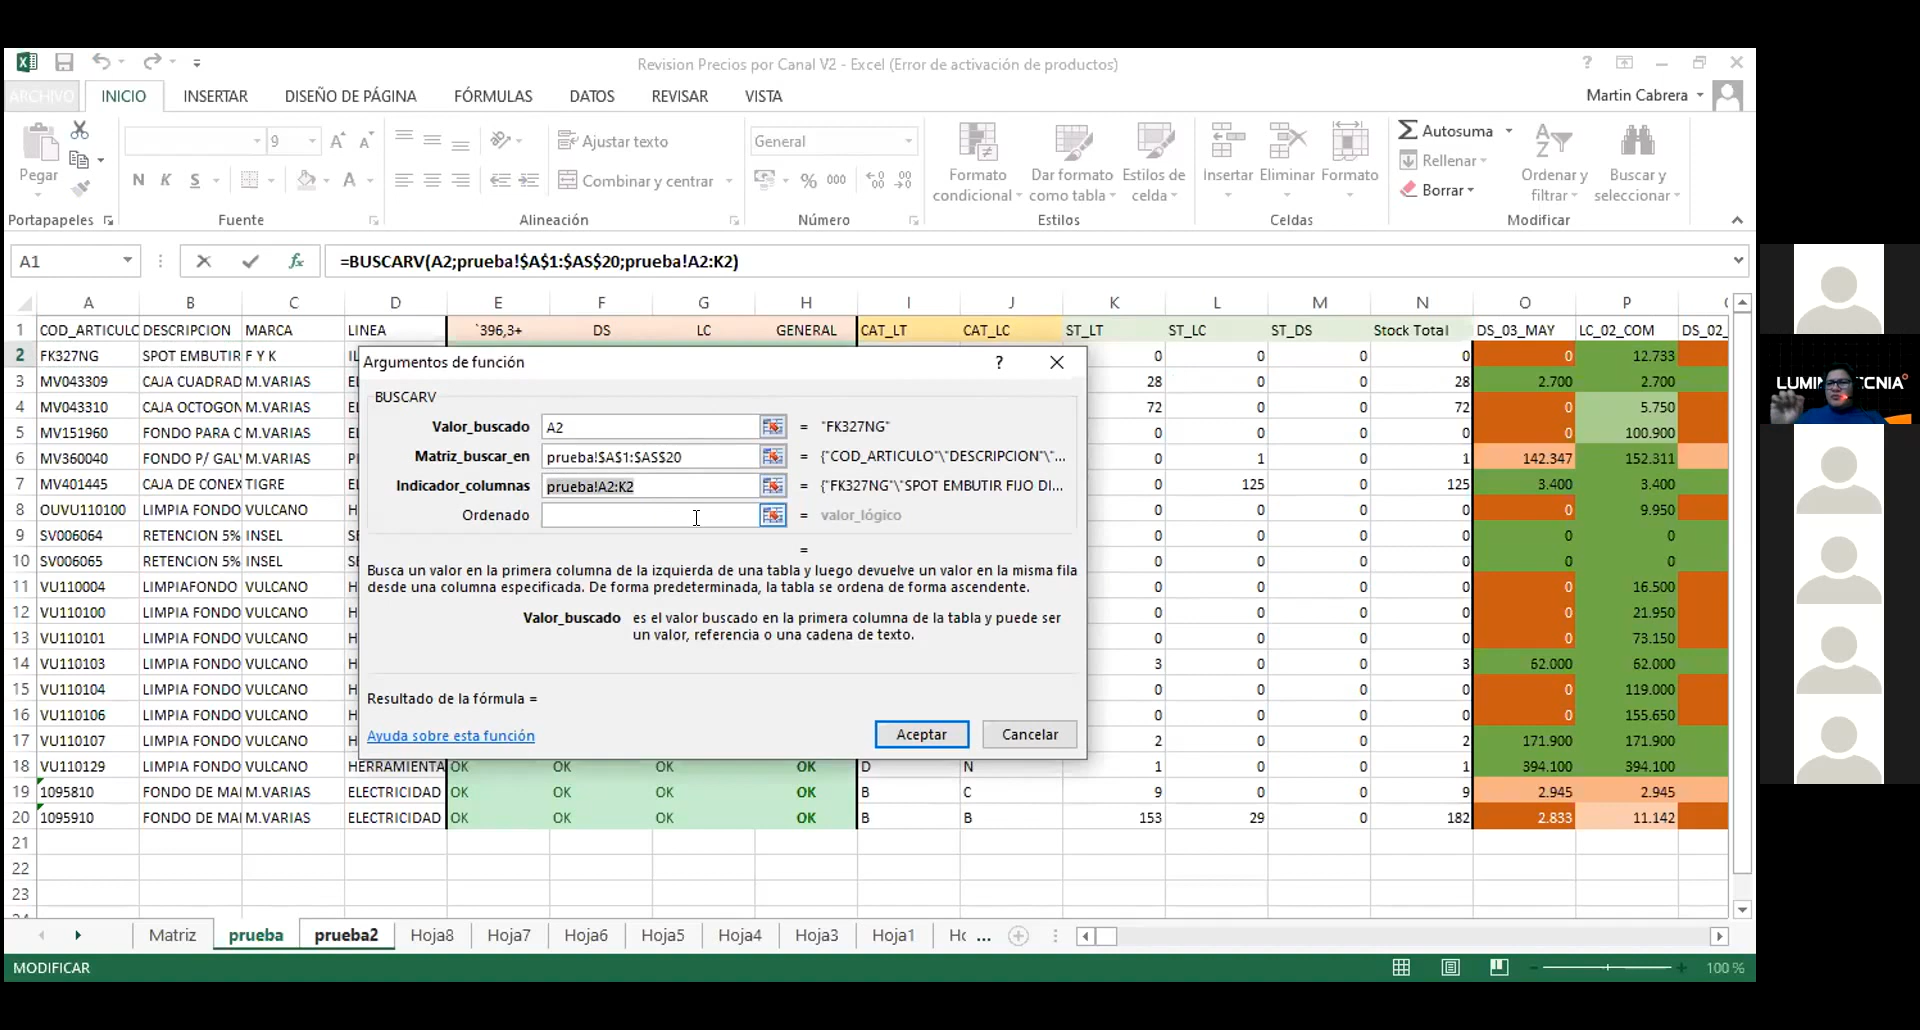 Revision Precios por Canal V2 - Excel (Error de activación de productos)
ARCHIVO INICIO INSERTAR DISEÑO DE PÁGINA FÓRMULAS DATOS REVISAR VISTA Martin Cabrera
Pegar 9 Ajustar texto General Autosuma
N K S Combinar y centrar % 000 Formato condicional Dar formato como tabla Estilos de celda Insertar Eliminar Formato Rellenar Borrar Ordenar y filtrar Buscar y seleccionar
Portapapeles Fuente Alineación Número Estilos Celdas Modificar
A1 fx =BUSCARV(A2;prueba!$A$1:$AS$20;prueba!A2:K2)
A B C D E F G H I J K L M N O P
1 COD_ARTICULO DESCRIPCION MARCA LINEA `396,3+ DS LC GENERAL CAT_LT CAT_LC ST_LT ST_LC ST_DS Stock Total DS_03_MAY LC_02_COM DS_02_
2 FK327NG SPOT EMBUTIR F Y K 0 0 0 0 0 12.733
3 MV043309 CAJA CUADRAD M.VARIAS 28 0 0 28 2.700 2.700
4 MV043310 CAJA OCTOGON M.VARIAS 72 0 0 72 0 5.750
5 MV151960 FONDO PARA C M.VARIAS 0 0 0 0 0 100.900
6 MV360040 FONDO P/ GAL M.VARIAS 0 1 0 1 142.347 152.311
7 MV401445 CAJA DE CONEX TIGRE 0 125 0 125 3.400 3.400
8 OUVU110100 LIMPIA FONDO VULCANO 0 0 0 0 0 9.950
9 SV006064 RETENCION 5% INSEL 0 0 0 0 0 0
10 SV006065 RETENCION 5% INSEL 0 0 0 0 0 0
11 VU110004 LIMPIAFONDO VULCANO 0 0 0 0 0 16.500
12 VU110100 LIMPIA FONDO VULCANO 0 0 0 0 0 21.950
13 VU110101 LIMPIA FONDO VULCANO 0 0 0 0 0 73.150
14 VU110103 LIMPIA FONDO VULCANO 3 0 0 3 62.000 62.000
15 VU110104 LIMPIA FONDO VULCANO 0 0 0 0 0 119.000
16 VU110106 LIMPIA FONDO VULCANO 0 0 0 0 0 155.650
17 VU110107 LIMPIA FONDO VULCANO 2 0 0 2 171.900 171.900
18 VU110129 LIMPIA FONDO VULCANO HERRAMIENTA OK OK OK OK D N 1 0 0 1 394.100 394.100
19 1095810 FONDO DE MAI M.VARIAS ELECTRICIDAD OK OK OK OK B C 9 0 0 9 2.945 2.945
20 1095910 FONDO DE MAI M.VARIAS ELECTRICIDAD OK OK OK OK B B 153 29 0 182 2.833 11.142
21
22
23
Argumentos de función ?
BUSCARV
Valor_buscado A2 = "FK327NG"
Matriz_buscar_en prueba!$A$1:$AS$20 = {"COD_ARTICULO"\"DESCRIPCION"\"...
Indicador_columnas prueba!A2:K2 = {"FK327NG"\"SPOT EMBUTIR FIJO DI...
Ordenado = valor_lógico
=
Busca un valor en la primera columna de la izquierda de una tabla y luego devuelve un valor en la misma fila
desde una columna especificada. De forma predeterminada, la tabla se ordena de forma ascendente.
Valor_buscado es el valor buscado en la primera columna de la tabla y puede ser
un valor, referencia o una cadena de texto.
Resultado de la fórmula =
Ayuda sobre esta función Aceptar Cancelar
Matriz prueba prueba2 Hoja8 Hoja7 Hoja6 Hoja5 Hoja4 Hoja3 Hoja1 Ho ...
MODIFICAR 100 %